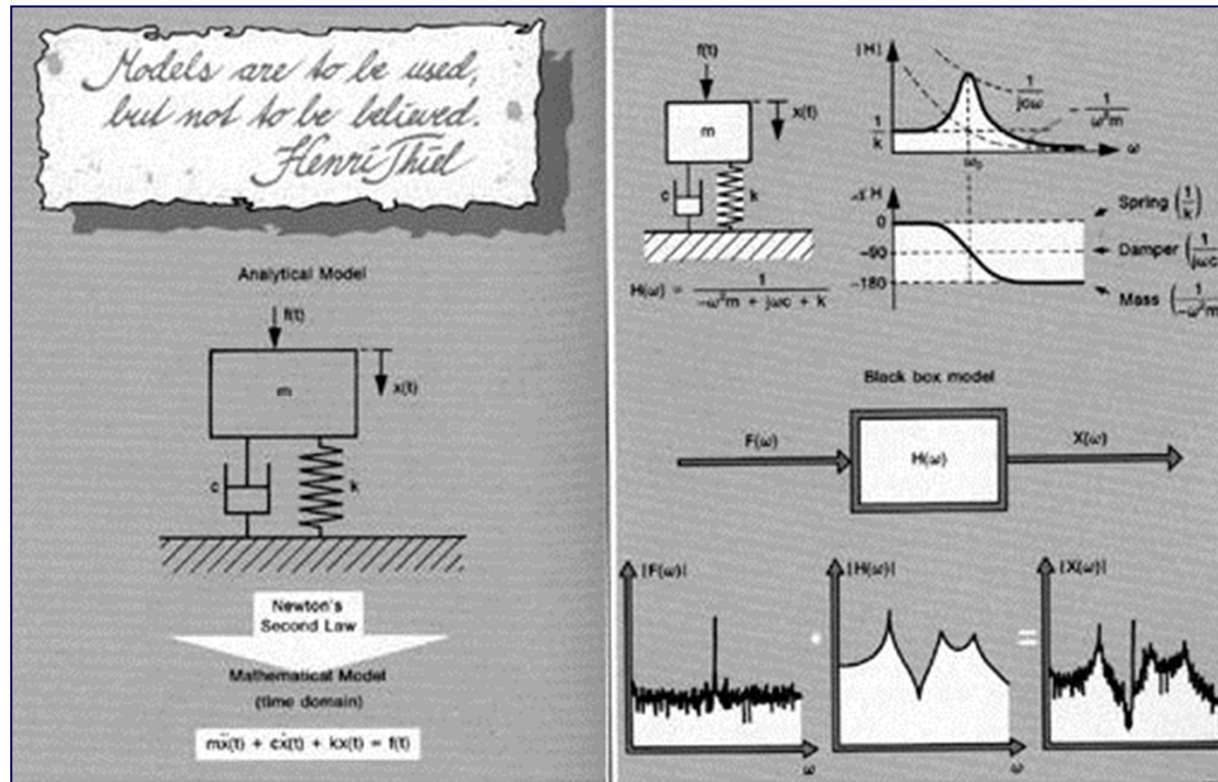 Models are to be used,
but not to be believed.
Henri Thiel
Analytical Model
f(t)
m
x(t)
c
k
Newton's
Second Law
Mathematical Model
(time domain)
mẍ(t) + cẋ(t) + kx(t) = f(t)
f(t)
m
x(t)
c
k
H(ω) = 1 / (-ω²m + jωc + k)
|H|
1/k
1/jcω
- 1/ω²m
ω
ω₀
∡ H
0
-90
-180
Spring (1/k)
Damper (1/jωc
Mass (1/-ω²m
Black box model
F(ω)
H(ω)
X(ω)
|F(ω)|
ω
·
|H(ω)|
ω
=
|X(ω)|
ω